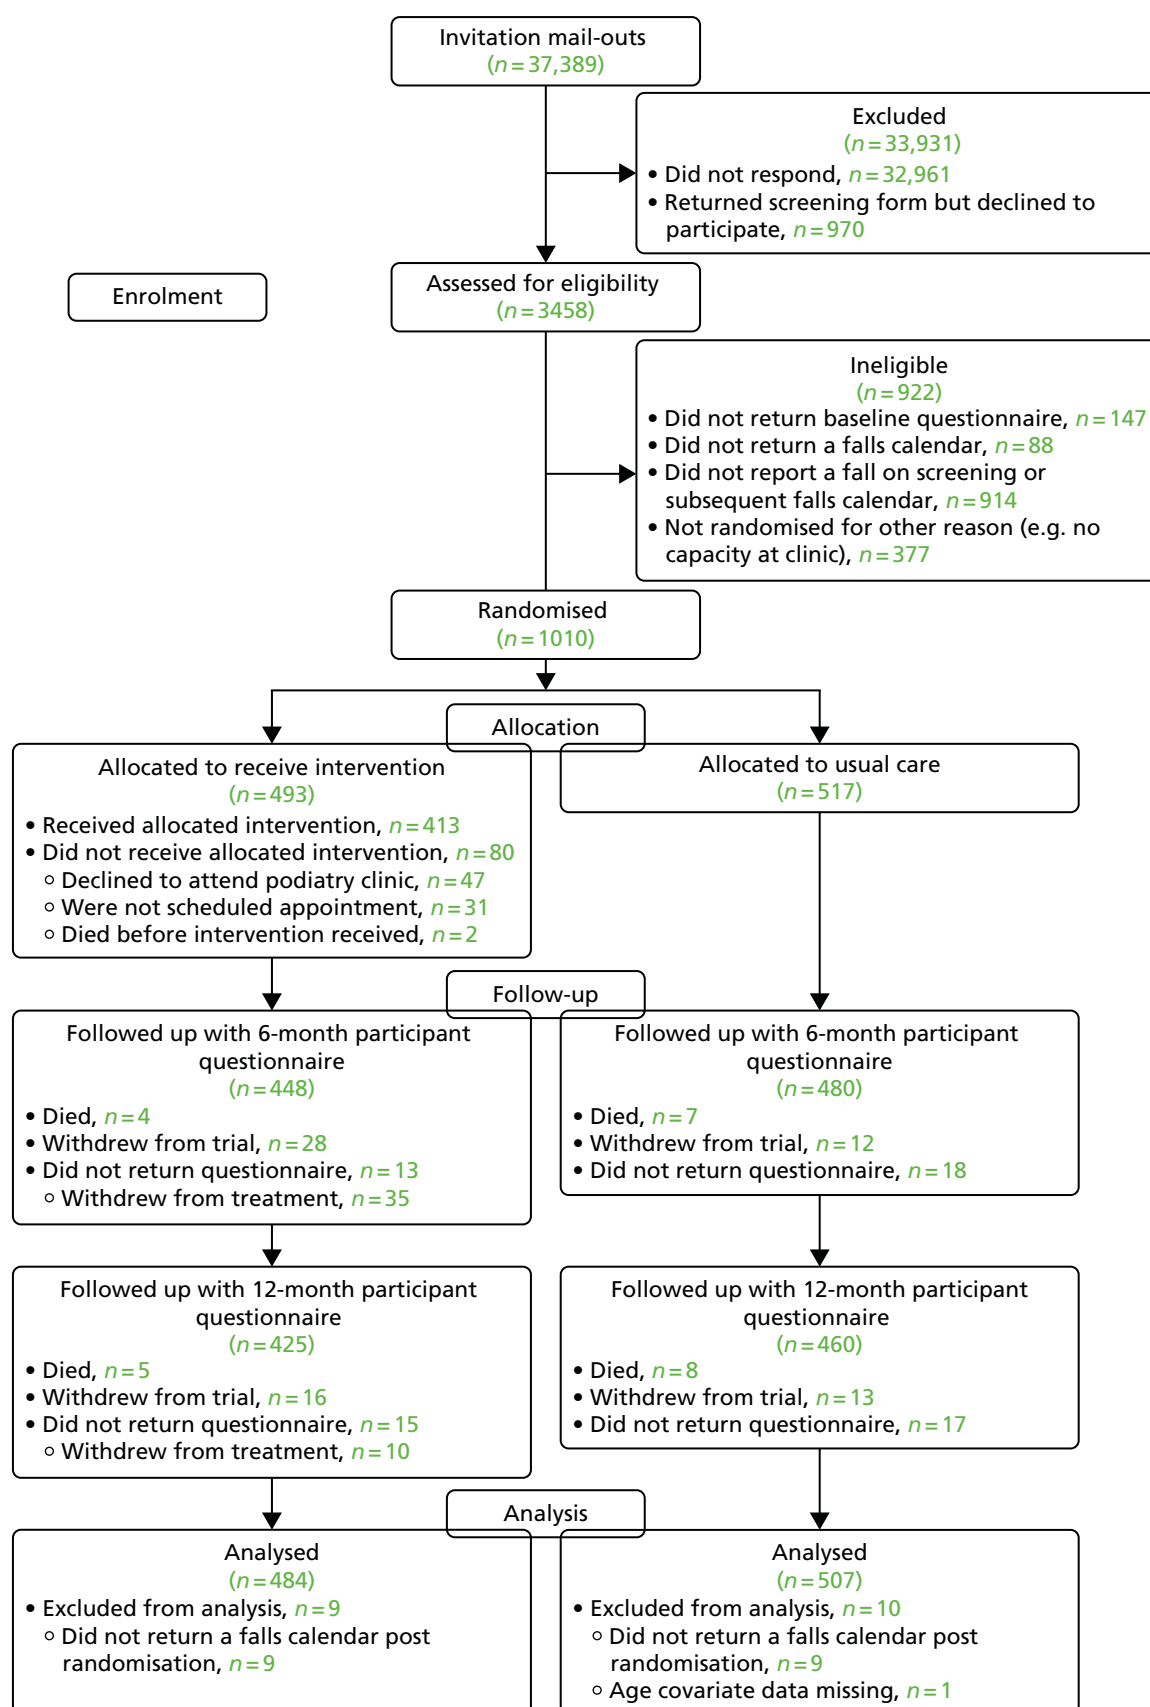 Invitation mail-outs
(n=37,389)
Excluded
(n=33,931)
• Did not respond, n=32,961
• Returned screening form but declined to
participate, n=970
Enrolment
Assessed for eligibility
(n=3458)
Ineligible
(n=922)
• Did not return baseline questionnaire, n=147
• Did not return a falls calendar, n=88
• Did not report a fall on screening or
subsequent falls calendar, n=914
• Not randomised for other reason (e.g. no
capacity at clinic), n=377
Randomised
(n=1010)
Allocation
Allocated to receive intervention
(n=493)
• Received allocated intervention, n=413
• Did not receive allocated intervention, n=80
○ Declined to attend podiatry clinic, n=47
○ Were not scheduled appointment, n=31
○ Died before intervention received, n=2
Allocated to usual care
(n=517)
Follow-up
Followed up with 6-month participant
questionnaire
(n=448)
• Died, n=4
• Withdrew from trial, n=28
• Did not return questionnaire, n=13
○ Withdrew from treatment, n=35
Followed up with 6-month participant
questionnaire
(n=480)
• Died, n=7
• Withdrew from trial, n=12
• Did not return questionnaire, n=18
Followed up with 12-month participant
questionnaire
(n=425)
• Died, n=5
• Withdrew from trial, n=16
• Did not return questionnaire, n=15
○ Withdrew from treatment, n=10
Followed up with 12-month participant
questionnaire
(n=460)
• Died, n=8
• Withdrew from trial, n=13
• Did not return questionnaire, n=17
Analysis
Analysed
(n=484)
• Excluded from analysis, n=9
○ Did not return a falls calendar post
randomisation, n=9
Analysed
(n=507)
• Excluded from analysis, n=10
○ Did not return a falls calendar post
randomisation, n=9
○ Age covariate data missing, n=1